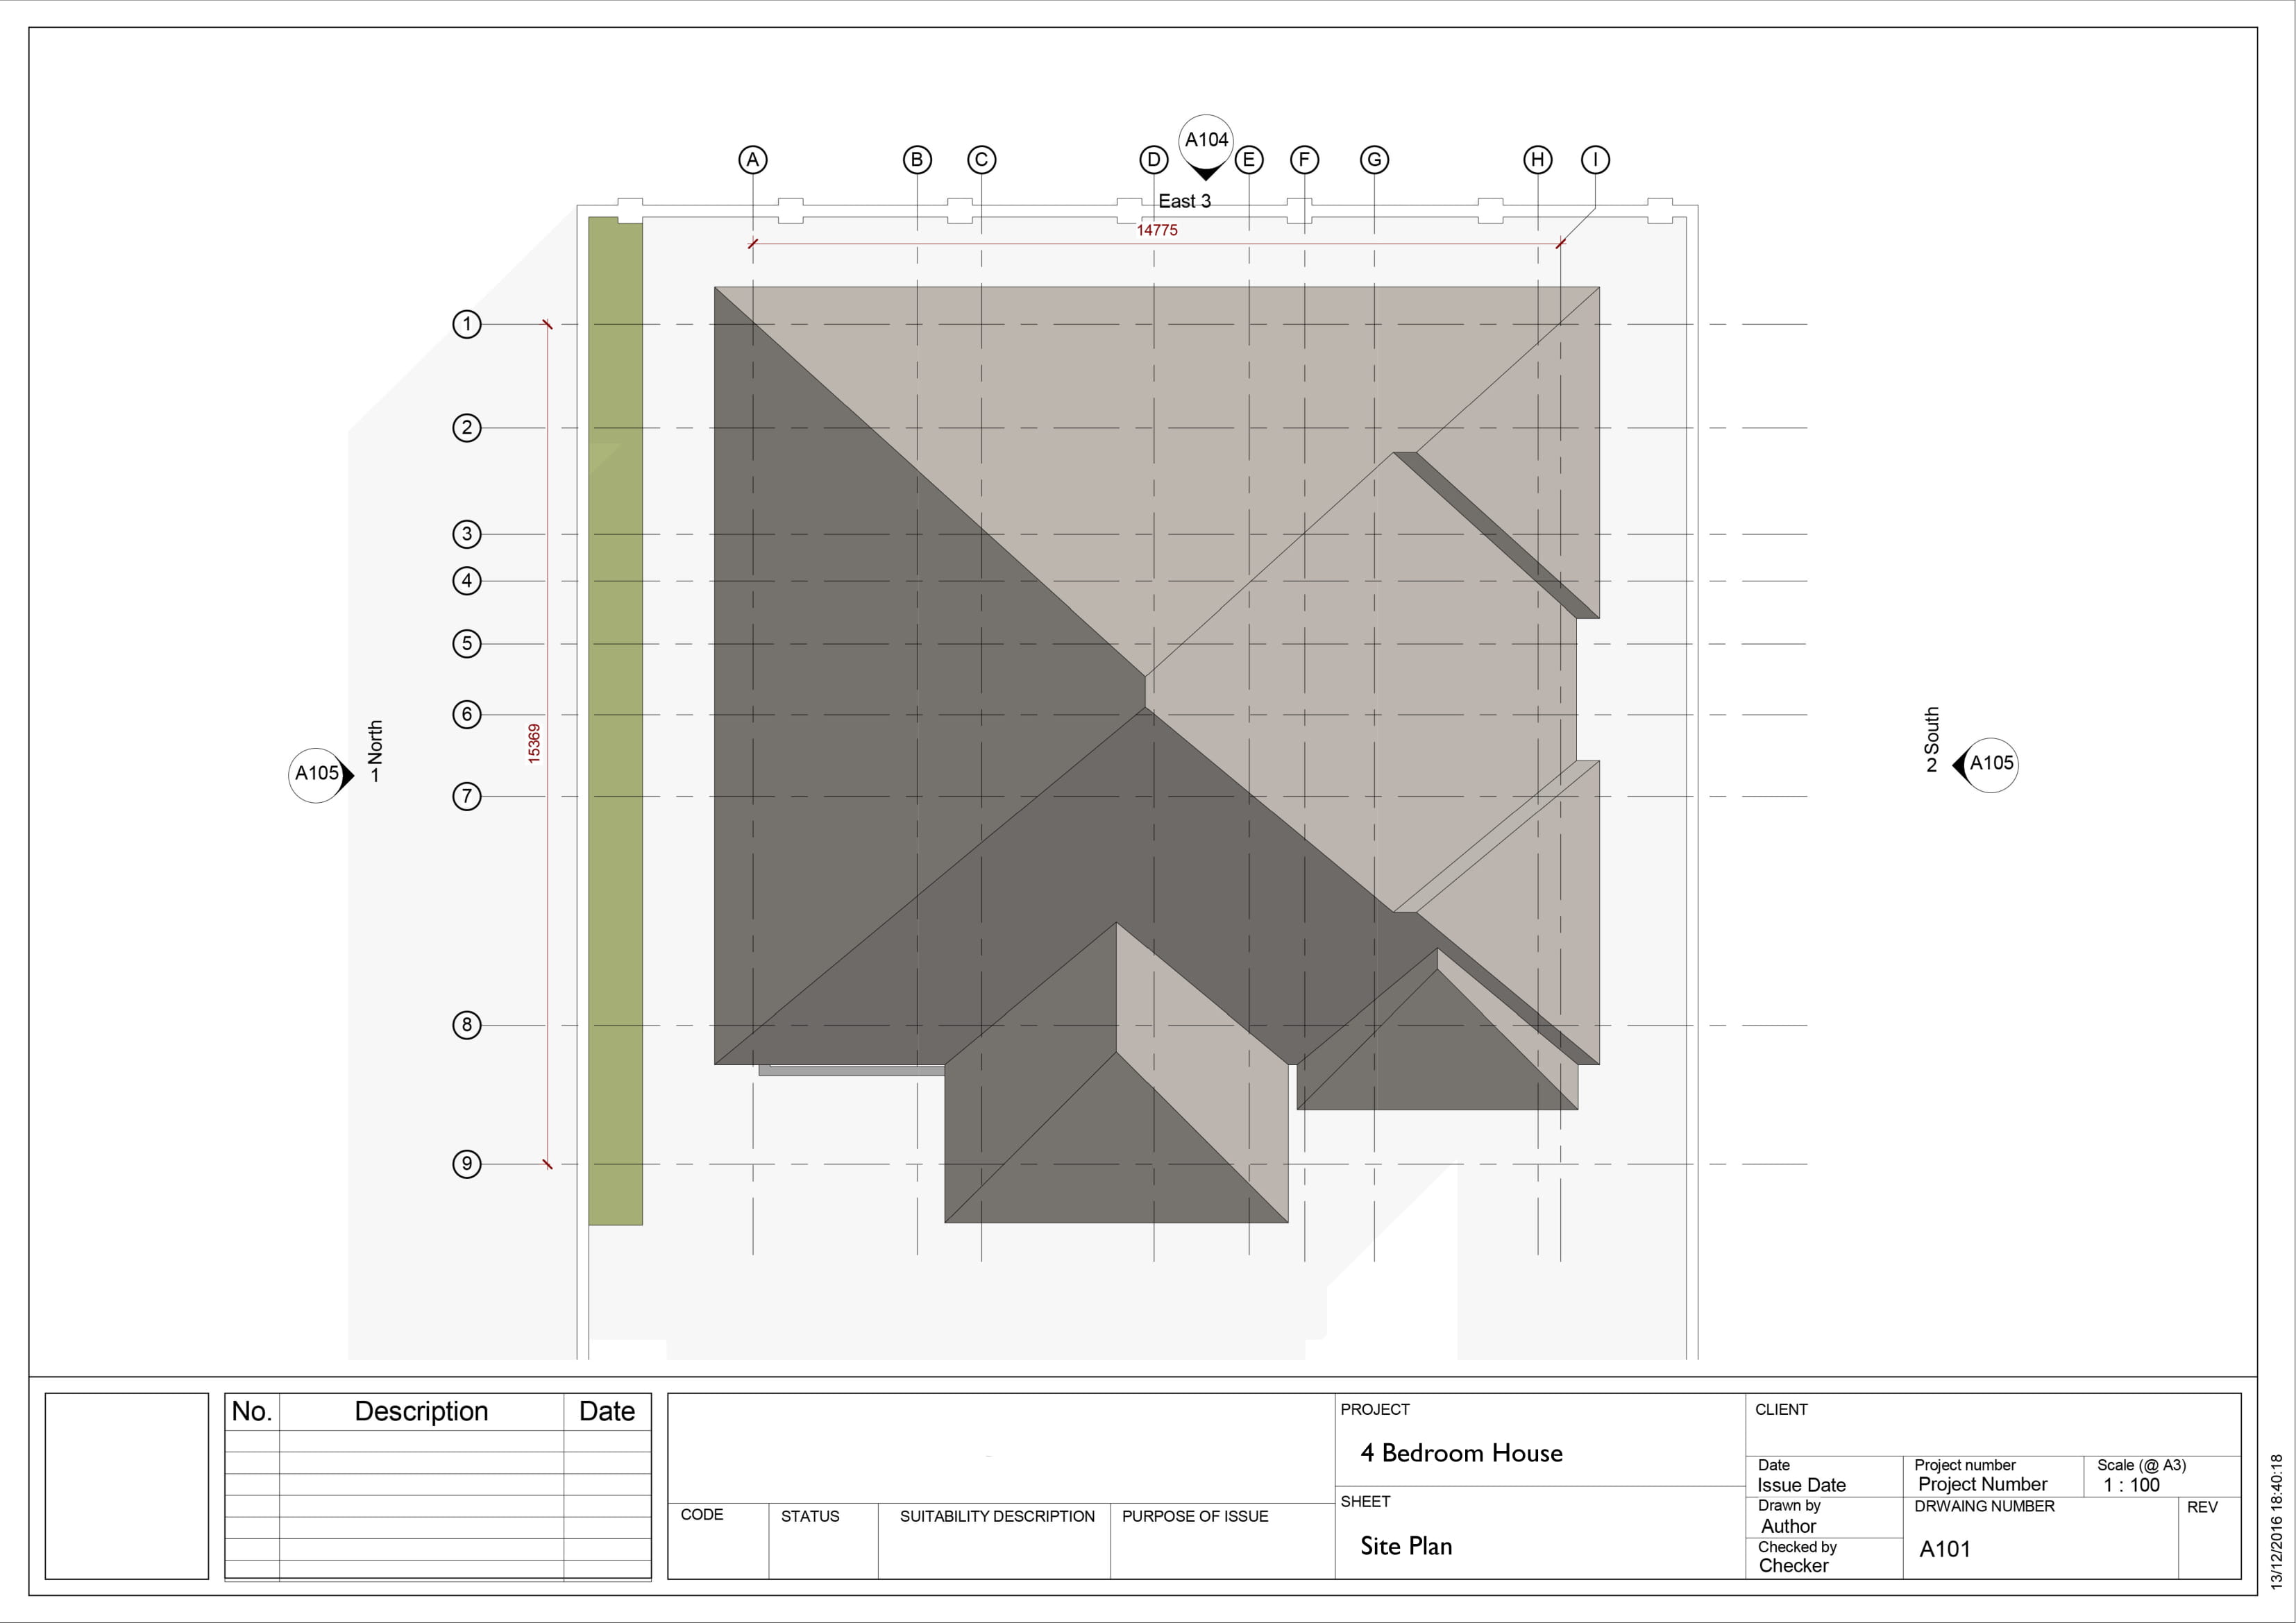 A104
A
B
C
D
E
F
G
H
I
East 3
14775
1
2
3
4
5
6
7
8
9
15369
A105
1
North
South
2
A105
No.
Description
Date
CODE
STATUS
SUITABILITY DESCRIPTION
PURPOSE OF ISSUE
PROJECT
4 Bedroom House
SHEET
Site Plan
CLIENT
Date
Issue Date
Project number
Project Number
Scale (@ A3)
1 : 100
Drawn by
Author
Checked by
Checker
DRWAING NUMBER
A101
REV
13/12/2016 18:40:18